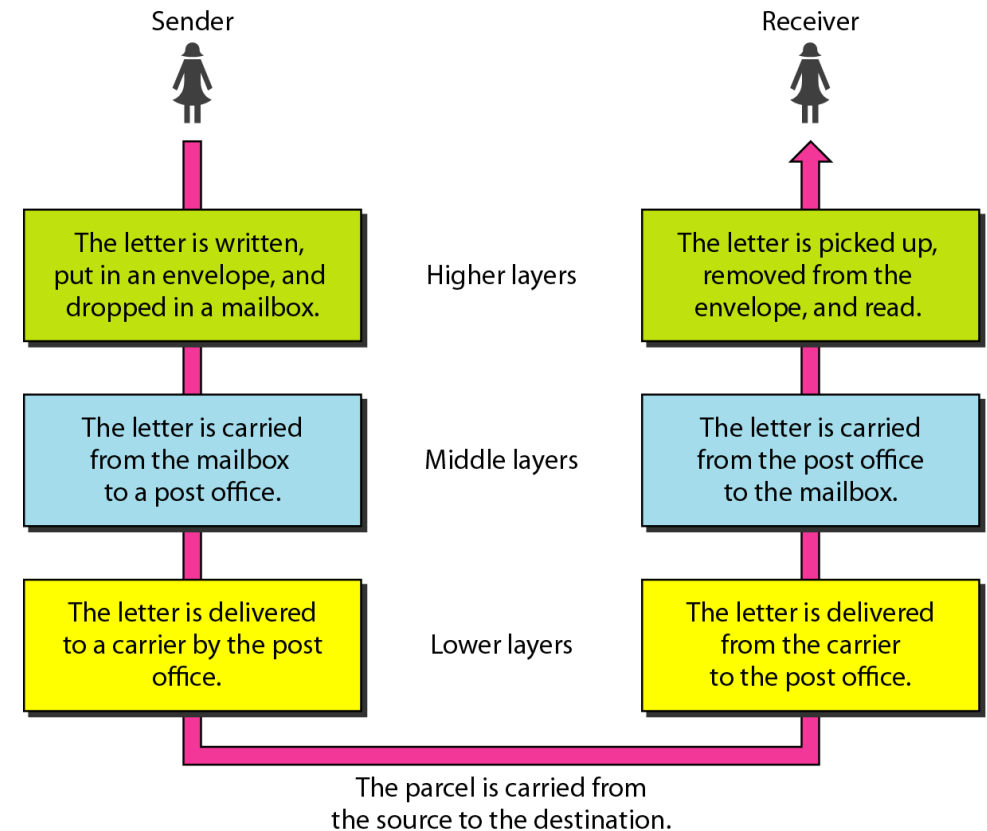 Sender
Receiver
The letter is written,
put in an envelope, and
dropped in a mailbox.
Higher layers
The letter is picked up,
removed from the
envelope, and read.
The letter is carried
from the mailbox
to a post office.
Middle layers
The letter is carried
from the post office
to the mailbox.
The letter is delivered
to a carrier by the post
office.
Lower layers
The letter is delivered
from the carrier
to the post office.
The parcel is carried from
the source to the destination.